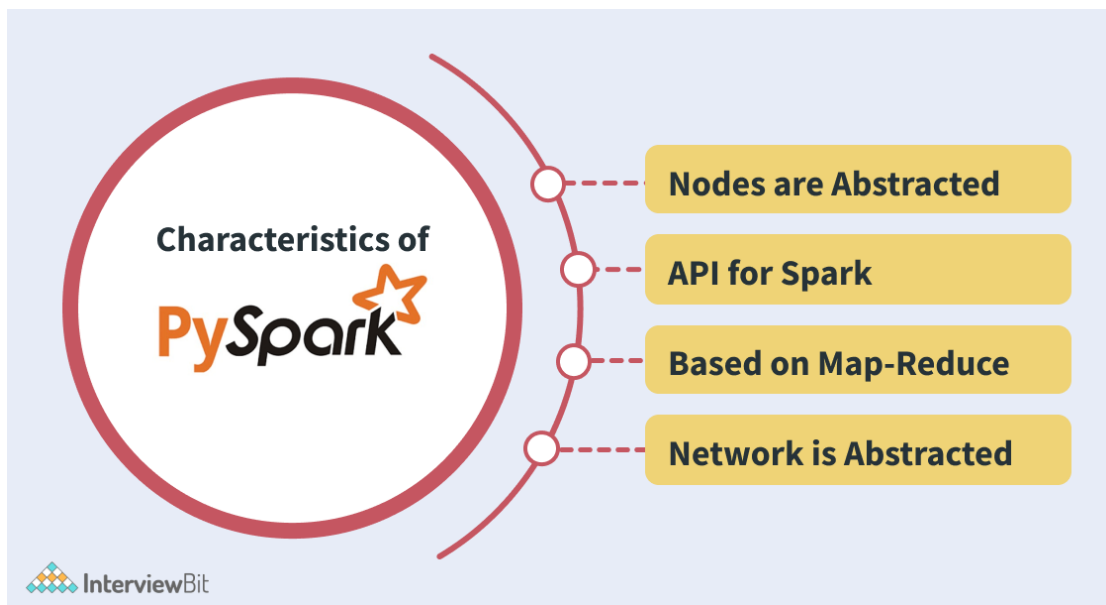 Characteristics of
PySpark
Nodes are Abstracted
API for Spark
Based on Map-Reduce
Network is Abstracted
InterviewBit